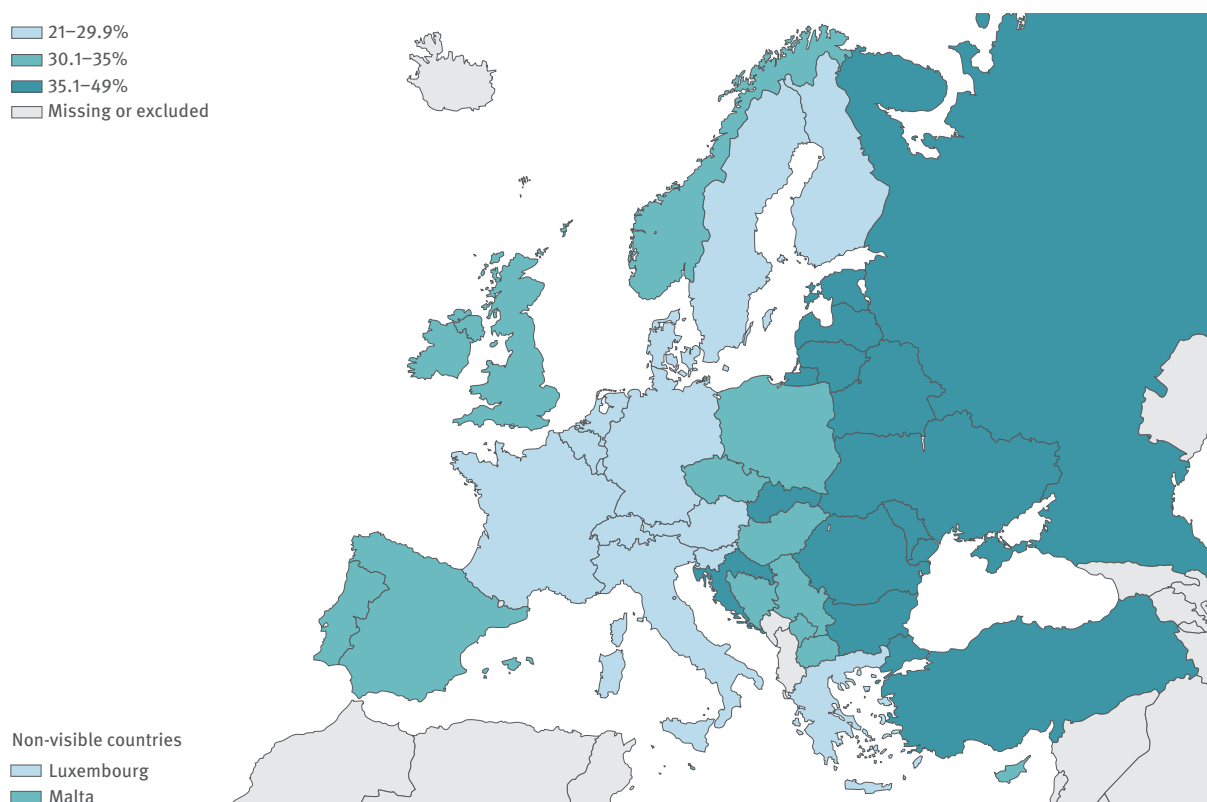 21–29.9%
30.1–35%
35.1–49%
Missing or excluded
Non-visible countries
Luxembourg
Malta